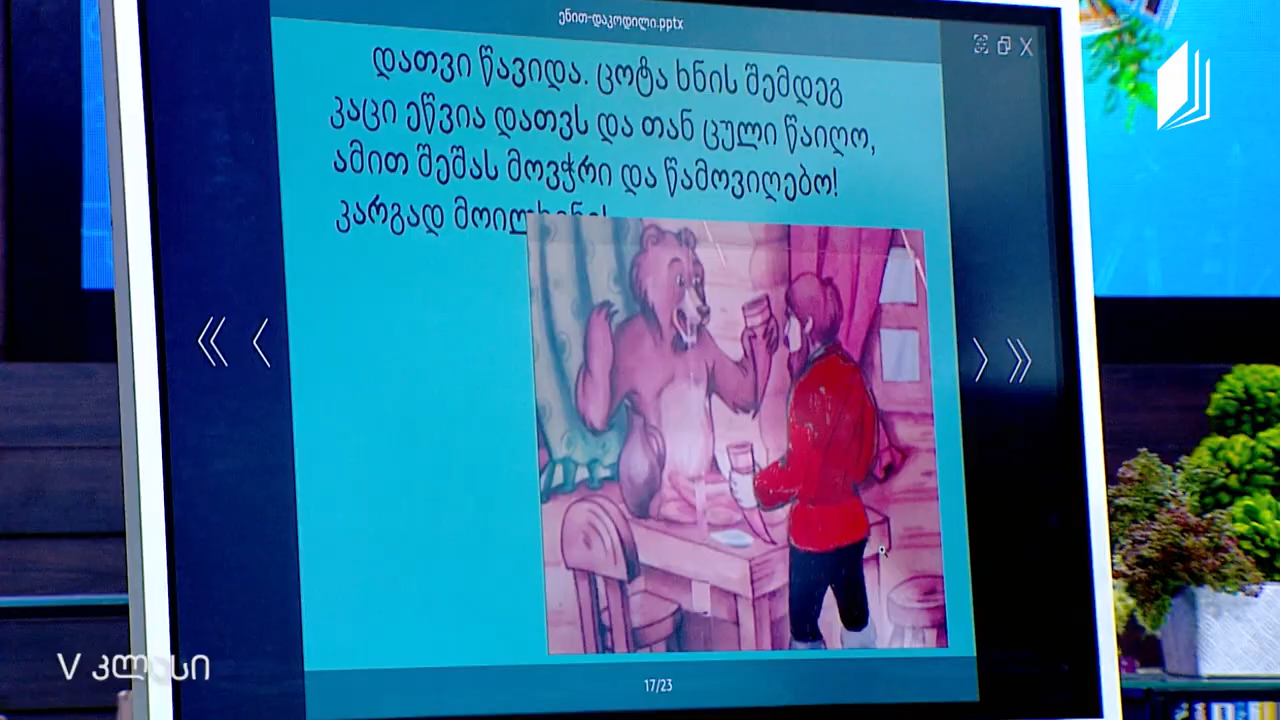 ენით-დაკოდილი.pptx
დათვი წავიდა. ცოტა ხნის შემდეგ
კაცი ეწვია დათვს და თან ცული წაიღო,
ამით შეშას მოვჭრი და წამოვიღებო!
კარგად
17/23
V კლასი